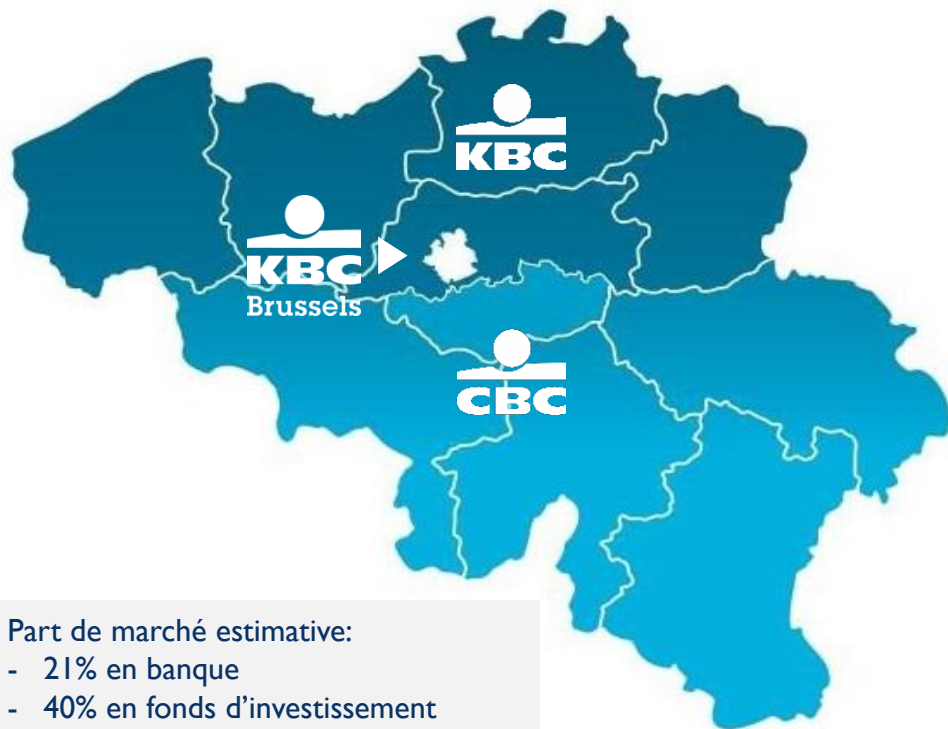 KBC
KBC
Brussels
CBC
Part de marché estimative:
- 21% en banque
- 40% en fonds d’investissement